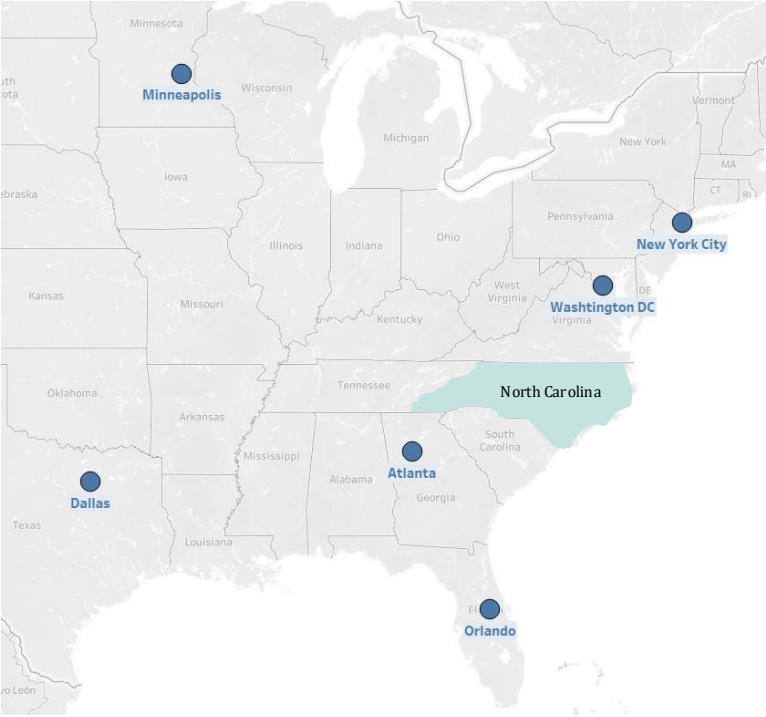 Minnesota
Minneapolis
Wisconsin
Michigan
Vermont
New York
MA
CT
RI
Iowa
Pennsylvania
New York City
Illinois
Indiana
Ohio
West
Virginia
DE
Washtington DC
Virginia
Kansas
Missouri
Kentucky
North Carolina
Tennessee
Oklahoma
Arkansas
South
Carolina
Atlanta
Mississippi
Alabama
Georgia
Dallas
Texas
Louisiana
Orlando
León